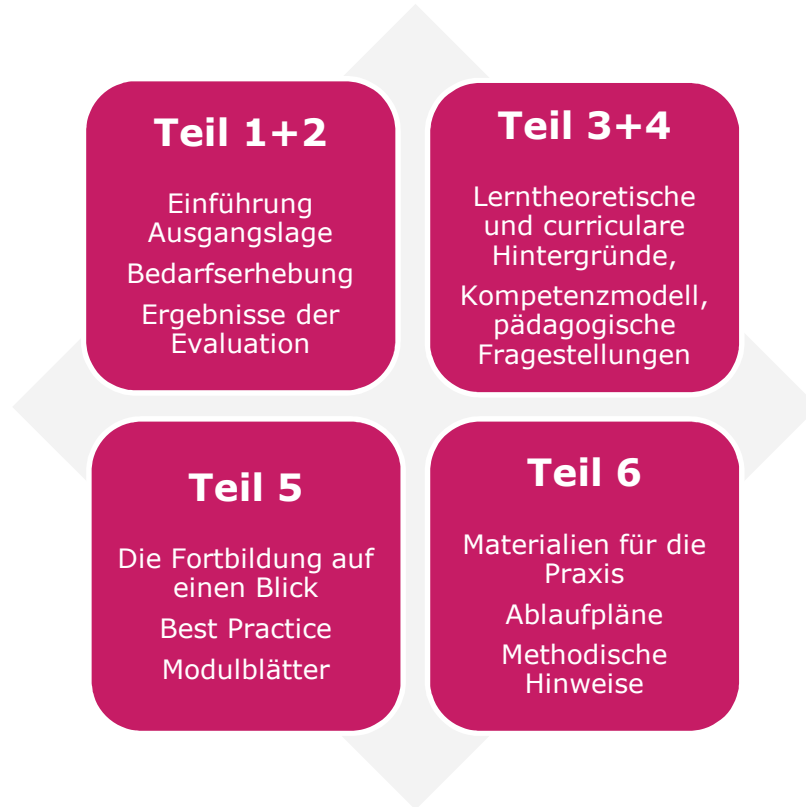 Teil 1+2
Einführung
Ausgangslage
Bedarfserhebung
Ergebnisse der
Evaluation
Teil 3+4
Lerntheoretische
und curriculare
Hintergründe,
Kompetenzmodell,
pädagogische
Fragestellungen
Teil 5
Die Fortbildung auf
einen Blick
Best Practice
Modulblätter
Teil 6
Materialien für die
Praxis
Ablaufpläne
Methodische
Hinweise